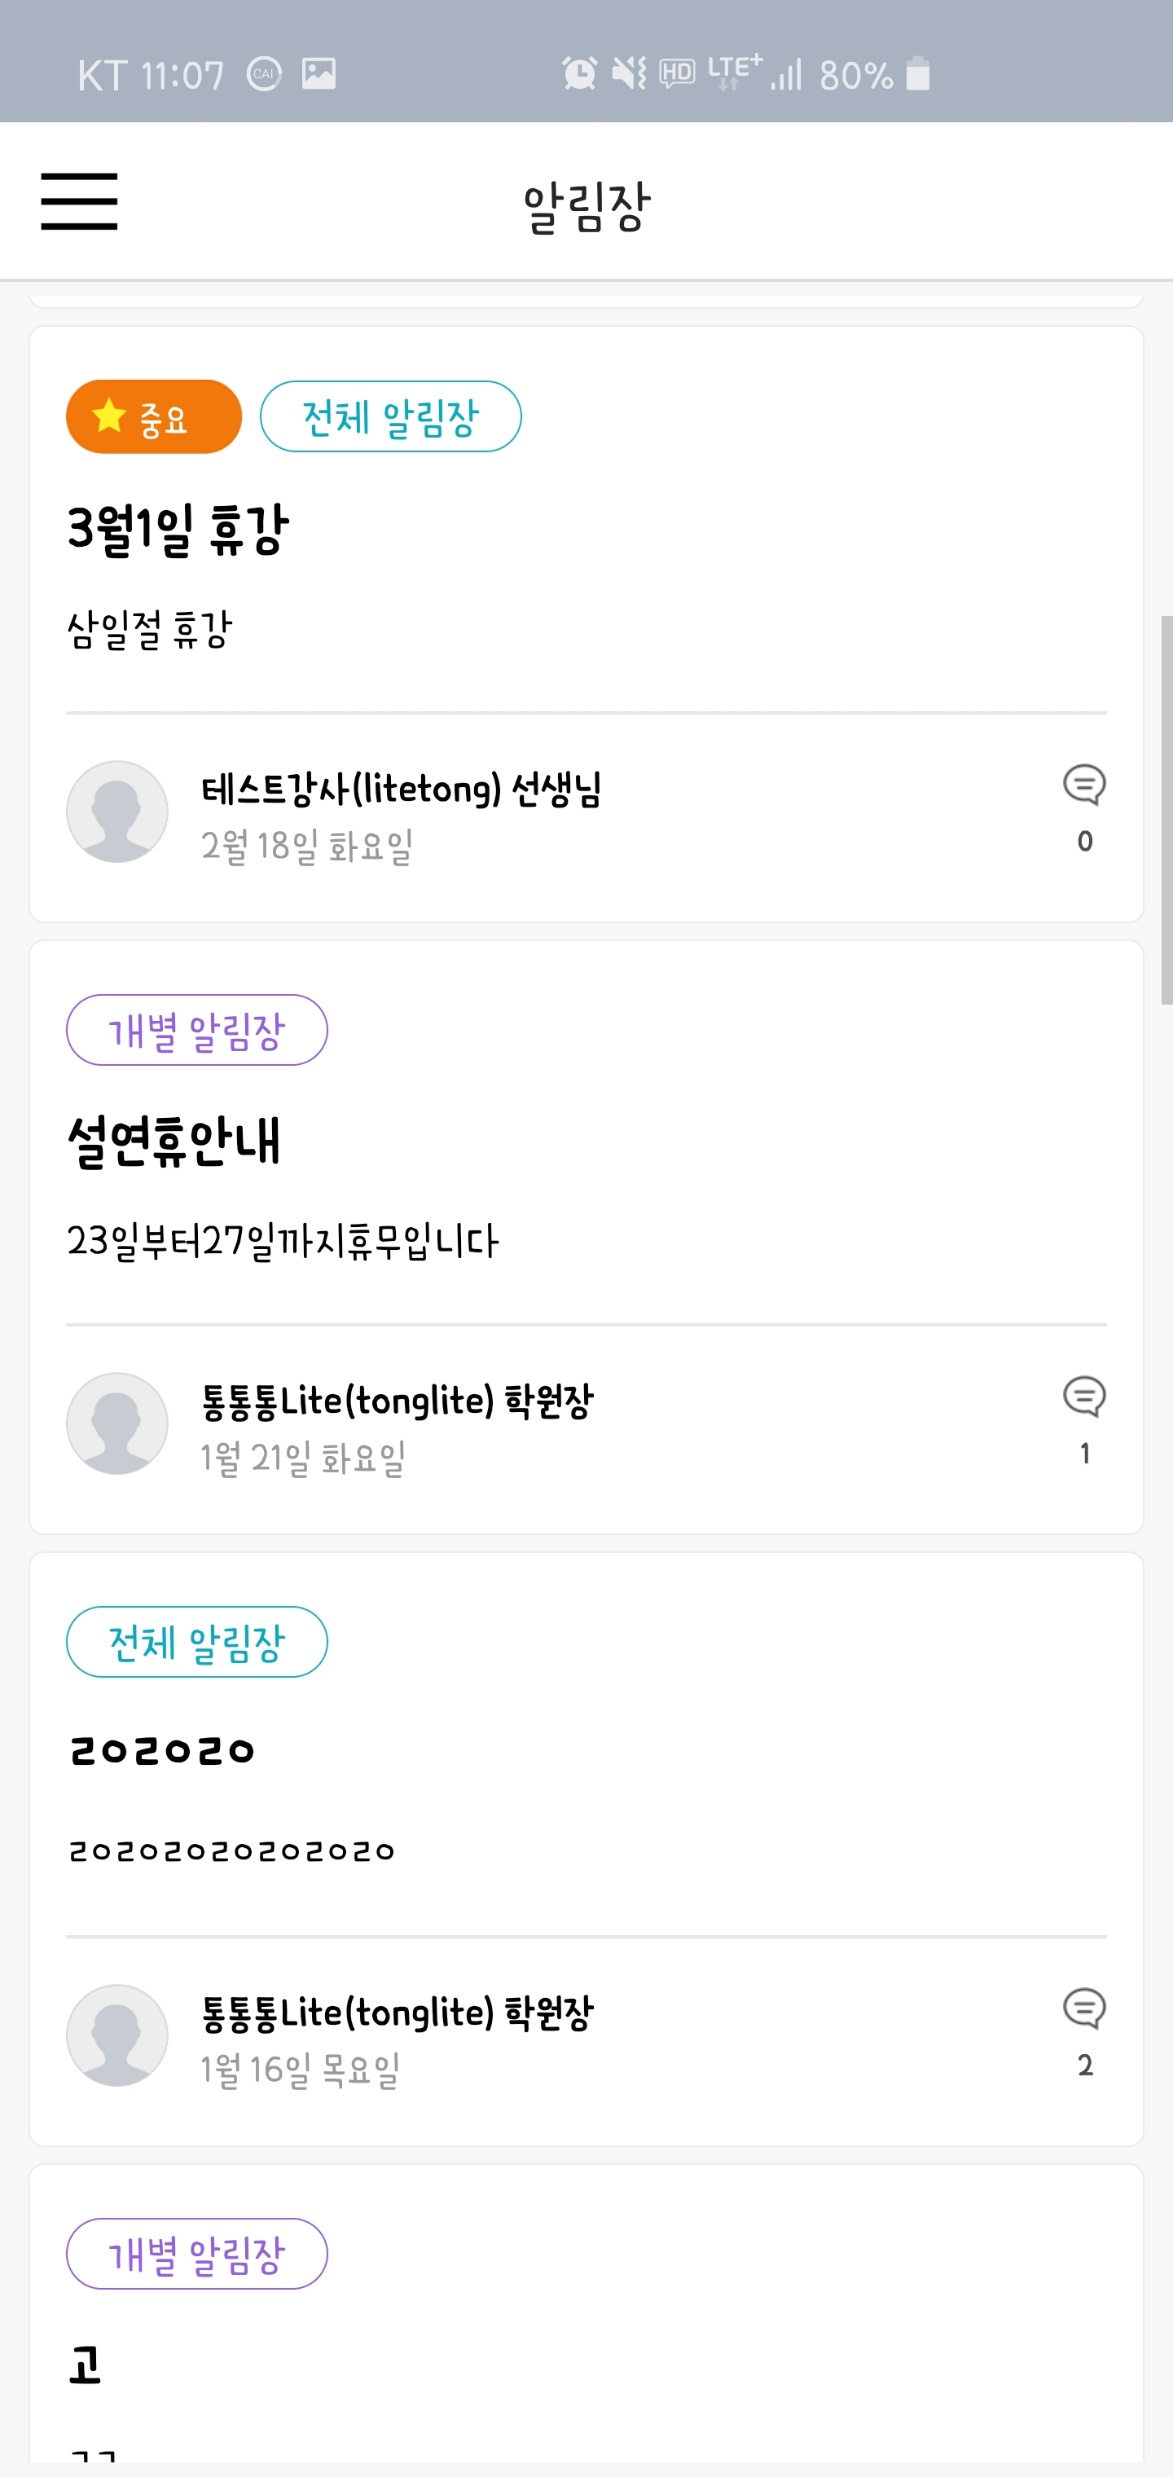 KT 11:07 CAI HD LTE+ 80%
알림장
중요 전체 알림장
3월1일 휴강
삼일절 휴강
테스트강사(litetong) 선생님
2월 18일 화요일
0
개별 알림장
설연휴안내
23일부터27일까지휴무입니다
통통통Lite(tonglite) 학원장
1월 21일 화요일
1
전체 알림장
ㄹㅇㄹㅇㄹㅇ
ㄹㅇㄹㅇㄹㅇㄹㅇㄹㅇㄹㅇㄹㅇ
통통통Lite(tonglite) 학원장
1월 16일 목요일
2
개별 알림장
고